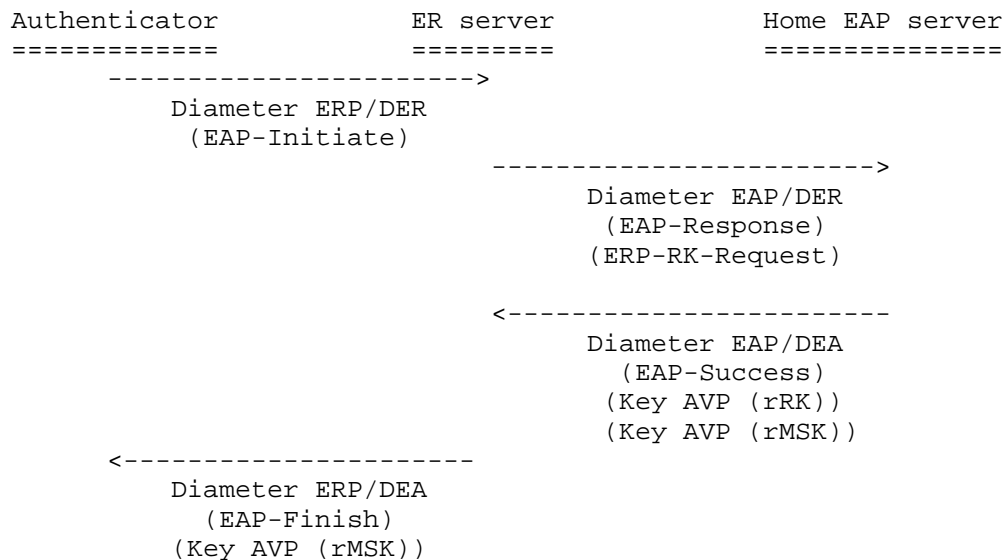 Authenticator            ER server             Home EAP server
=============            =========             ===============
----------------------->
Diameter ERP/DER
(EAP-Initiate)
------------------------>
Diameter EAP/DER
(EAP-Response)
(ERP-RK-Request)
<------------------------
Diameter EAP/DEA
(EAP-Success)
(Key AVP (rRK))
(Key AVP (rMSK))
<----------------------
Diameter ERP/DEA
(EAP-Finish)
(Key AVP (rMSK))